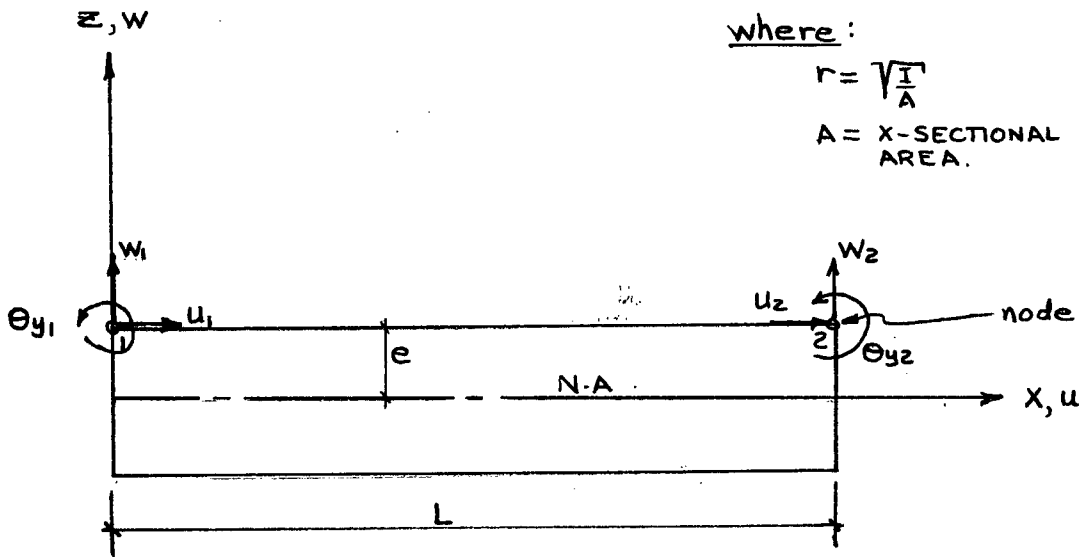 z, w
where :
r = √I/A
A = X-SECTIONAL
AREA.
w1
w2
θy1
u1
u2
node
1
e
2
θy2
N.A
x, u
L